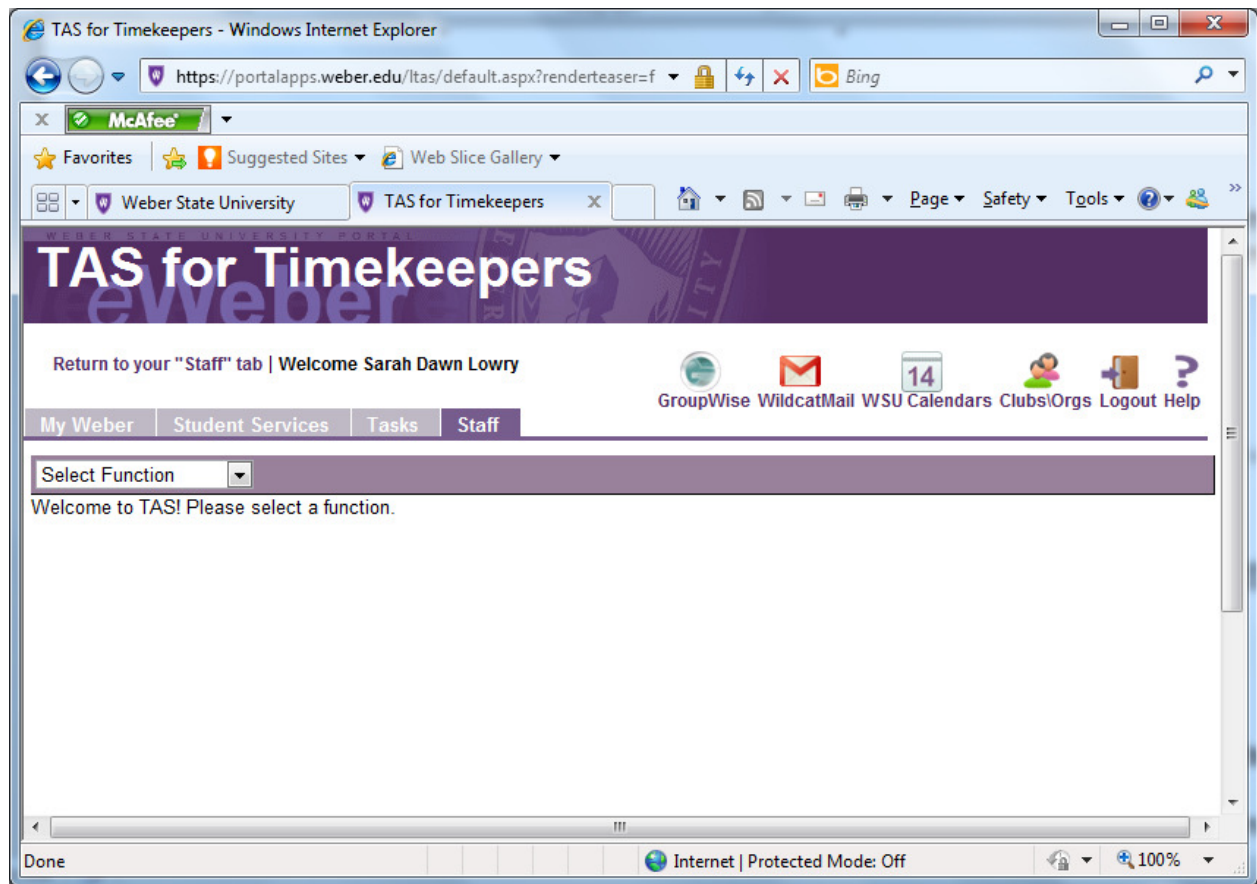 TAS for Timekeepers - Windows Internet Explorer
https://portalapps.weber.edu/ltas/default.aspx?renderteaser=f
Bing
X McAfee
Favorites Suggested Sites Web Slice Gallery
Weber State University TAS for Timekeepers x Page Safety Tools
WEBER STATE UNIVERSITY PORTAL
TAS for Timekeepers
eWeber
Return to your "Staff" tab | Welcome Sarah Dawn Lowry
14
GroupWise WildcatMail WSU Calendars Clubs\Orgs Logout Help
My Weber Student Services Tasks Staff
Select Function
Welcome to TAS! Please select a function.
Done Internet | Protected Mode: Off 100%